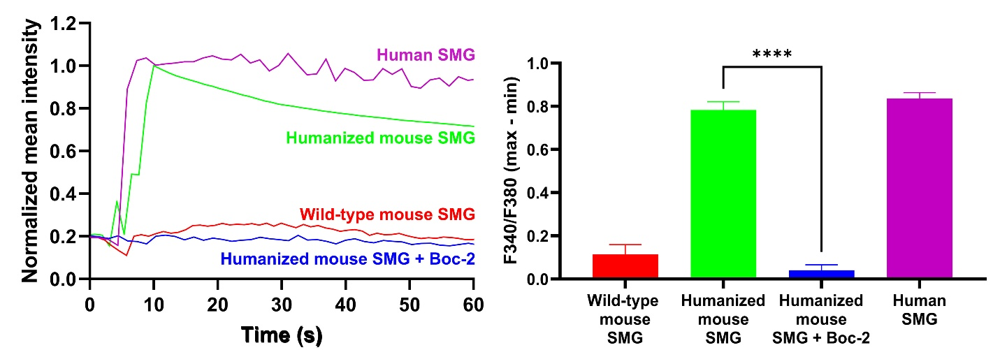 Normalized mean intensity
1.2
1.0
0.8
0.6
0.4
0.2
0.0
Human SMG
Humanized mouse SMG
Wild-type mouse SMG
Humanized mouse SMG + Boc-2
0 10 20 30 40 50 60
Time (s)
F340/F380 (max - min)
1.0
0.8
0.6
0.4
0.2
0.0
****
Wild-type
mouse
SMG
Humanized
mouse
SMG
Humanized
mouse
SMG + Boc-2
Human
SMG